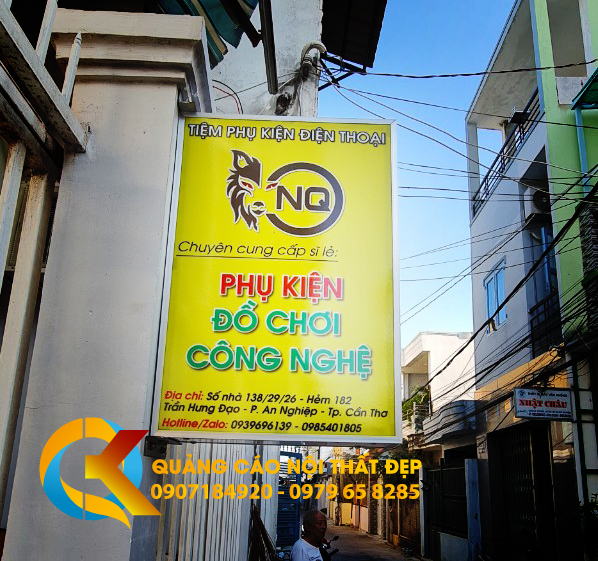 TIỆM PHỤ KIỆN ĐIỆN THOẠI
NQ
Chuyên cung cấp sỉ lẻ:
PHỤ KIỆN
ĐỒ CHƠI
CÔNG NGHỆ
Địa chỉ: Số nhà 138/29/26 - Hẻm 182
Trần Hưng Đạo - P. An Nghiệp - Tp. Cần Thơ
Hotline/Zalo: 0939696139 - 0985401805
NHẬT CHÂU
QUẢNG CÁO NỘI THẤT ĐẸP
0907184920 - 0979 65 8285